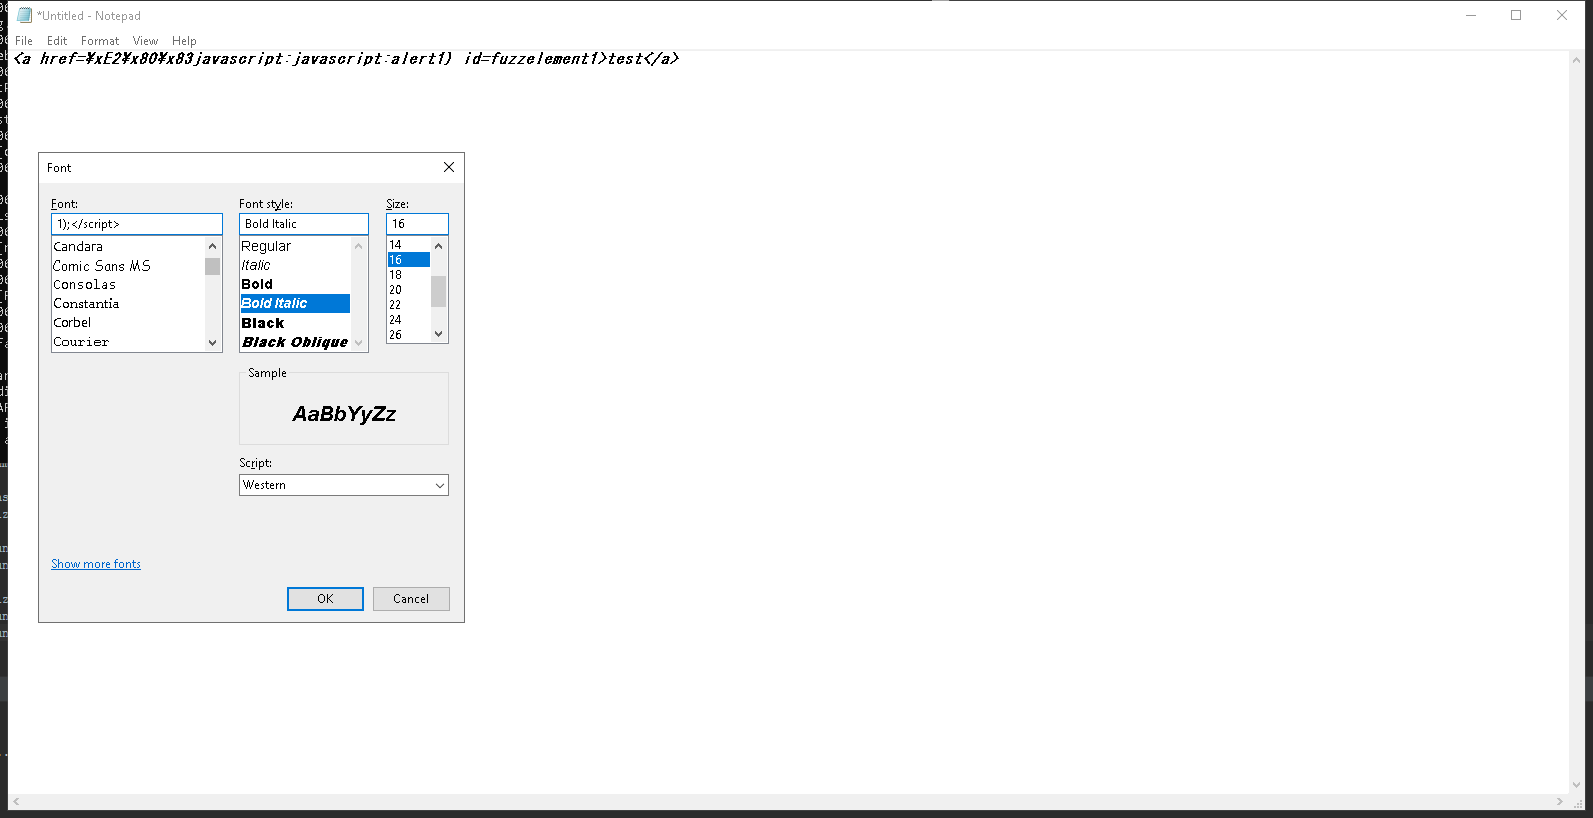 *Untitled - Notepad
File Edit Format View Help
<a href=¥xE2¥x80¥x83javascript:javascript:alert1) id=fuzzelement1>test</a>
Font
Font: Font style: Size:
1);</script> Bold Italic 16
Candara
Comic Sans MS
Consolas
Constantia
Corbel
Courier
Regular
Italic
Bold
Bold Italic
Black
Black Oblique
14
16
18
20
22
24
26
Sample
AaBbYyZz
Script:
Western
Show more fonts
OK Cancel